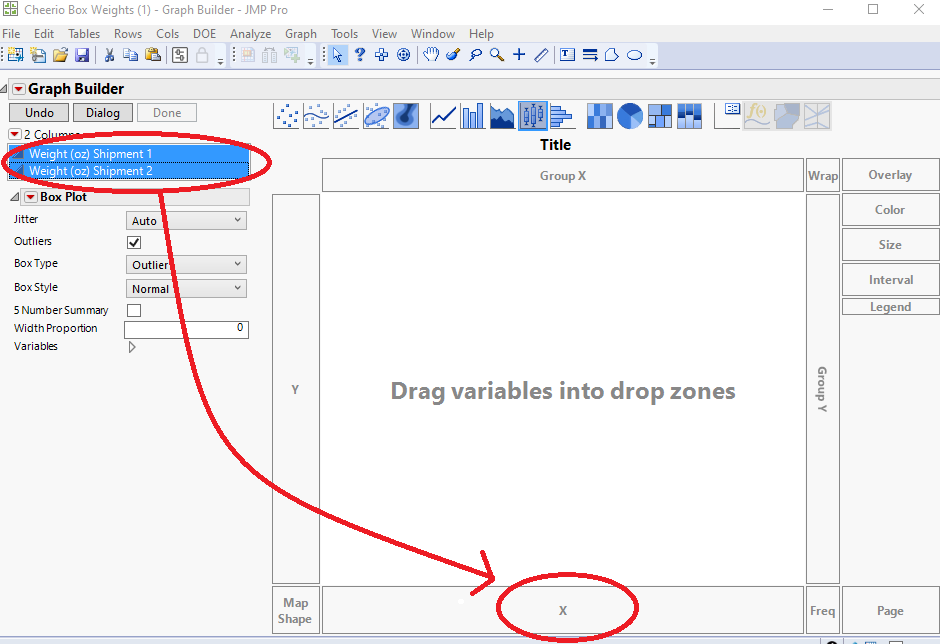 Cheerio Box Weights (1) - Graph Builder - JMP Pro
File Edit Tables Rows Cols DOE Analyze Graph Tools View Window Help
Graph Builder
Undo Dialog Done
2 Columns
Weight (oz) Shipment 1
Weight (oz) Shipment 2
Box Plot
Jitter Auto
Outliers
Box Type Outlier
Box Style Normal
5 Number Summary
Width Proportion 0
Variables
Title
Group X
Wrap
Overlay
Color
Size
Interval
Legend
Y
Drag variables into drop zones
Group Y
Map
Shape
X
Freq
Page